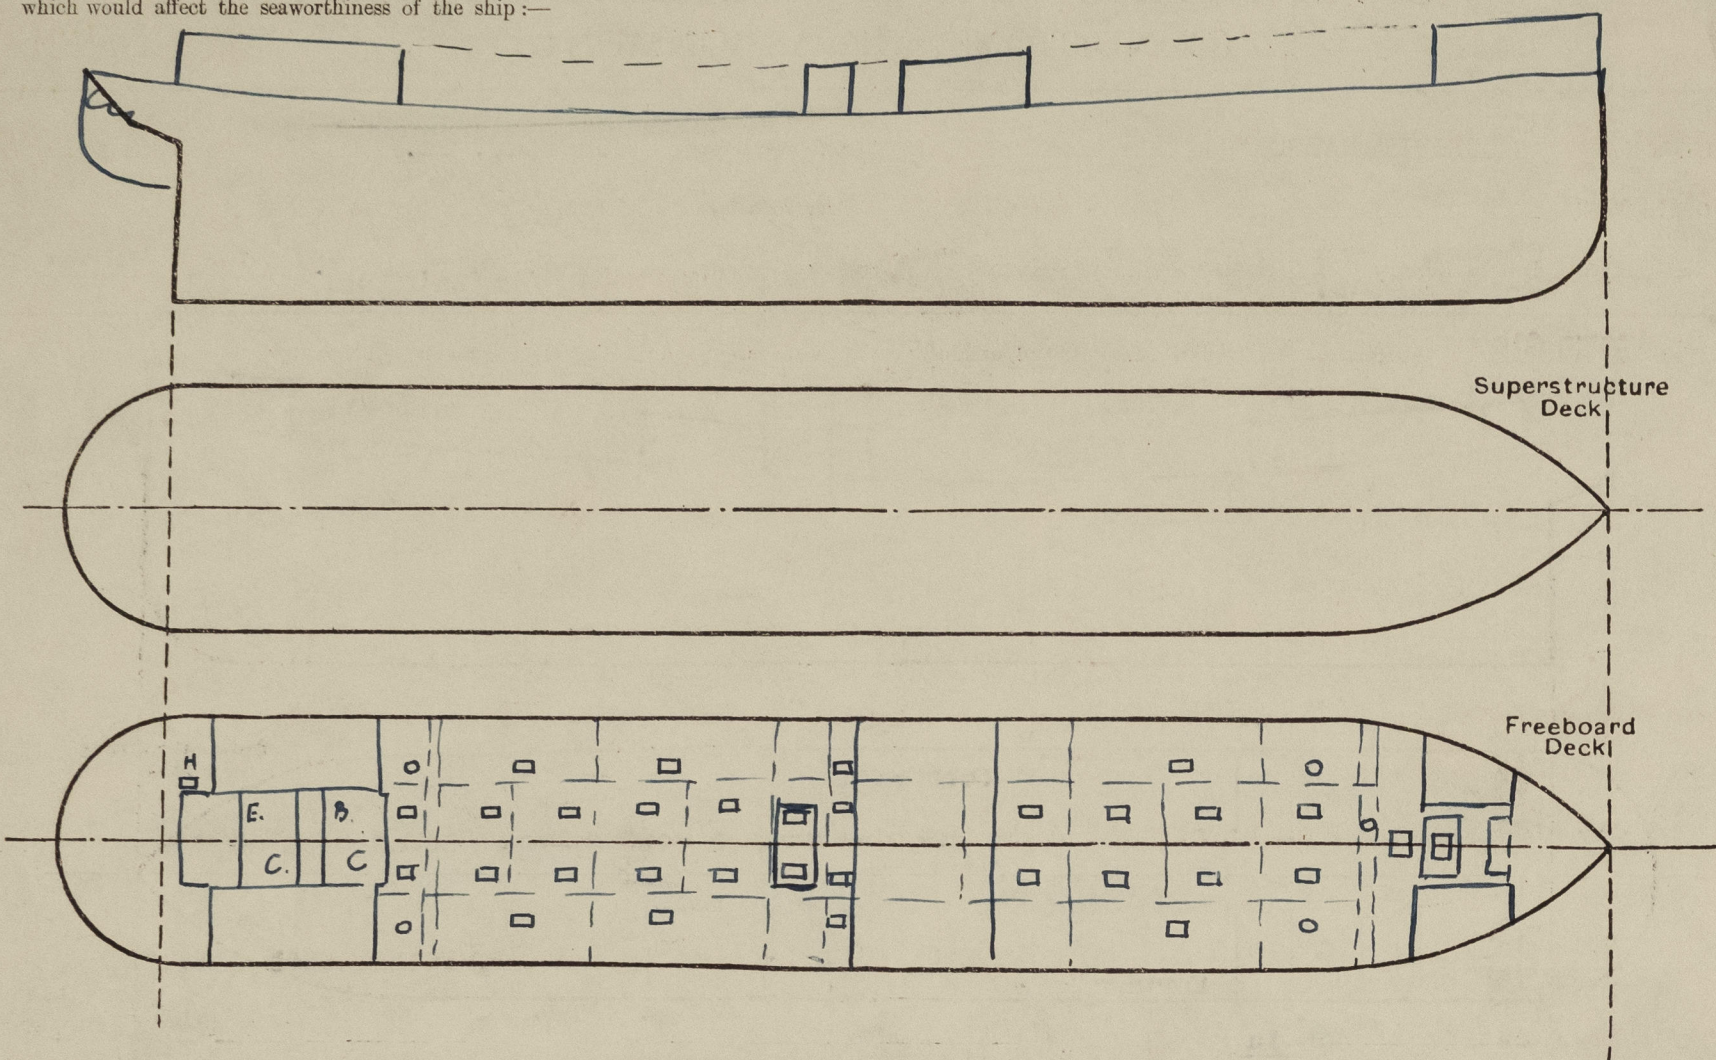 which would affect the seaworthiness of the ship :—
Superstructure
Deck
Freeboard
Deck
H
E.
B.
C.
C